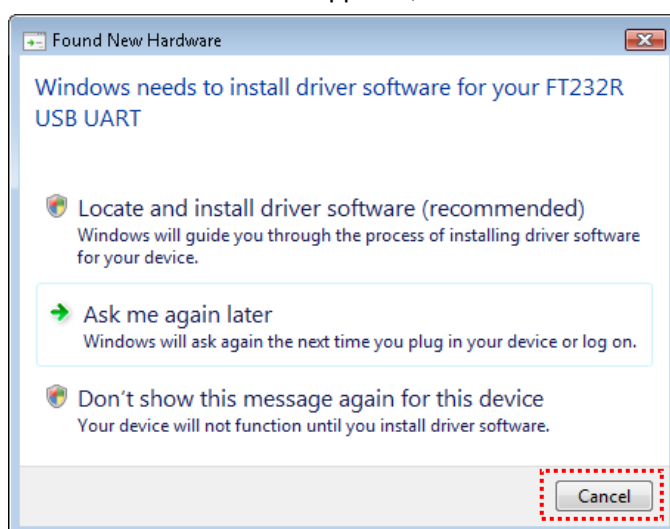 Found New Hardware
Windows needs to install driver software for your FT232R
USB UART
Locate and install driver software (recommended)
Windows will guide you through the process of installing driver software
for your device.
Ask me again later
Windows will ask again the next time you plug in your device or log on.
Don't show this message again for this device
Your device will not function until you install driver software.
Cancel